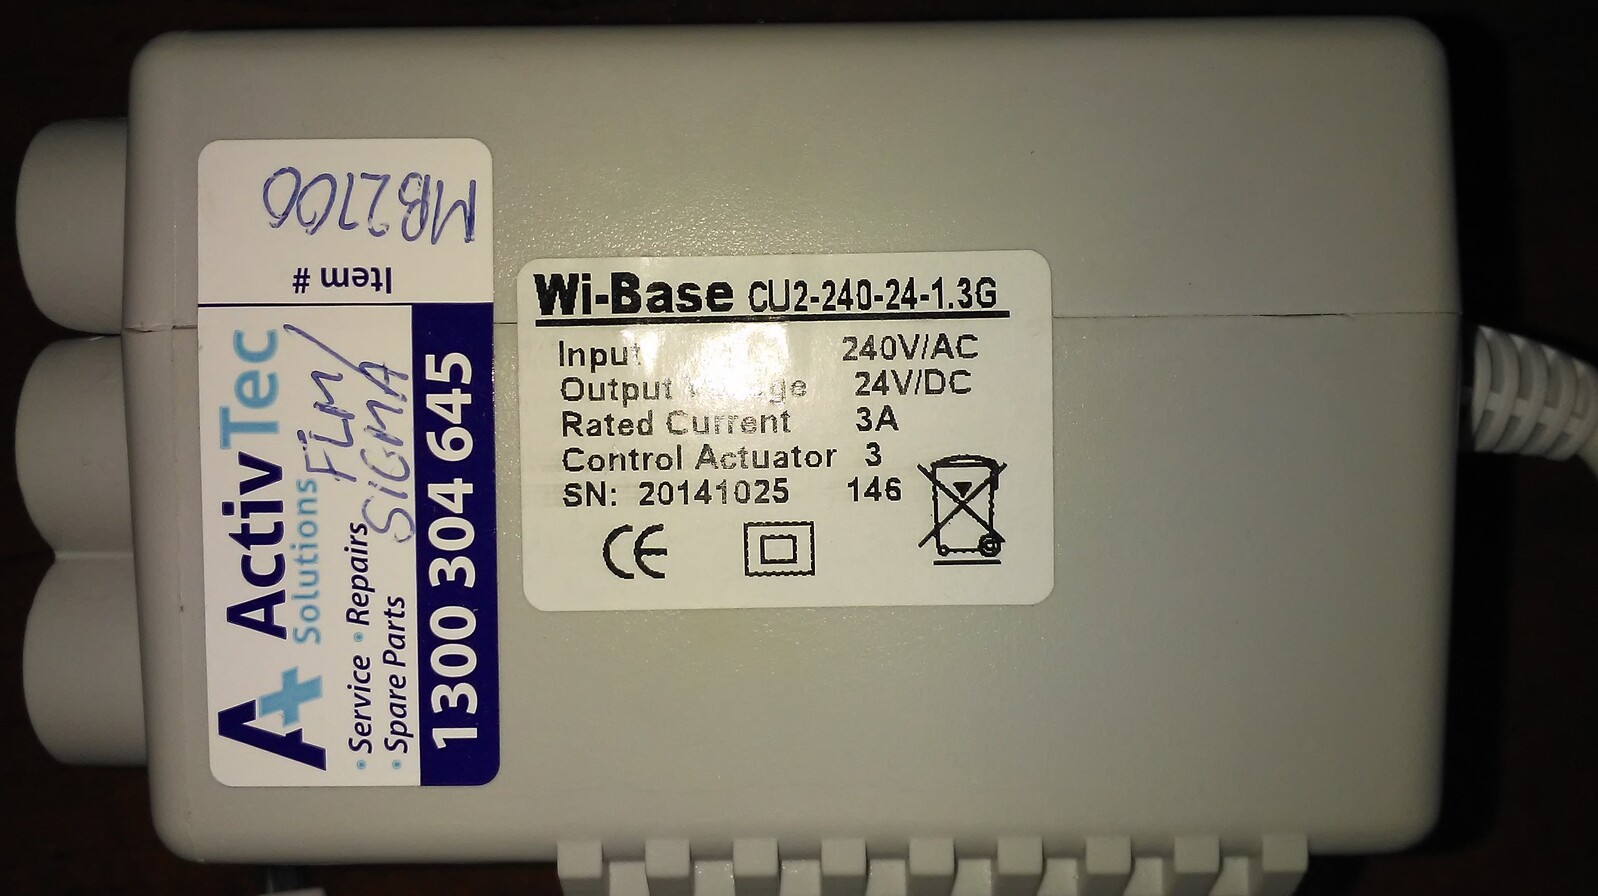 MB2700
Item #
A+ ActivTec
Solutions
FLM/
SIGMA
• Service • Repairs
• Spare Parts
1300 304 645
Wi-Base CU2-240-24-1.3G
Input 240V/AC
Output 24V/DC
Rated Current 3A
Control Actuator 3
SN: 20141025 146
CE